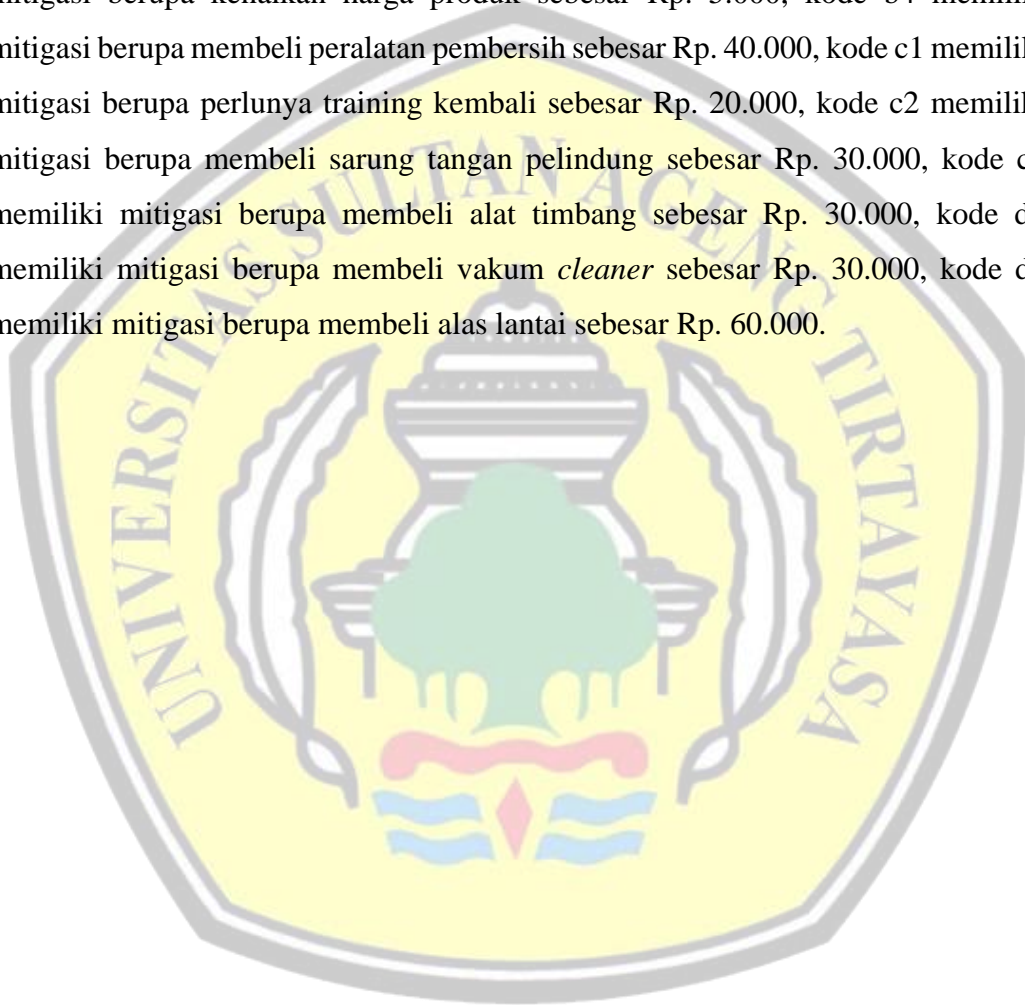 mitigasi berupa kenaikan harga produk sebesar Rp. 5.000, kode b4
mitigasi berupa membeli peralatan pembersih sebesar Rp. 40.000, kode c1
mitigasi berupa perlunya training kembali sebesar Rp. 20.000, kode c2
mitigasi berupa membeli sarung tangan pelindung sebesar Rp. 30.000, kode
memiliki mitigasi berupa membeli alat timbang sebesar Rp. 30.000, kode
memiliki mitigasi berupa membeli vakum cleaner sebesar Rp. 30.000, kode
memiliki mitigasi berupa membeli alas lantai sebesar Rp. 60.000.
UNIVERSITAS SULTAN AGENG TIRTAYASA